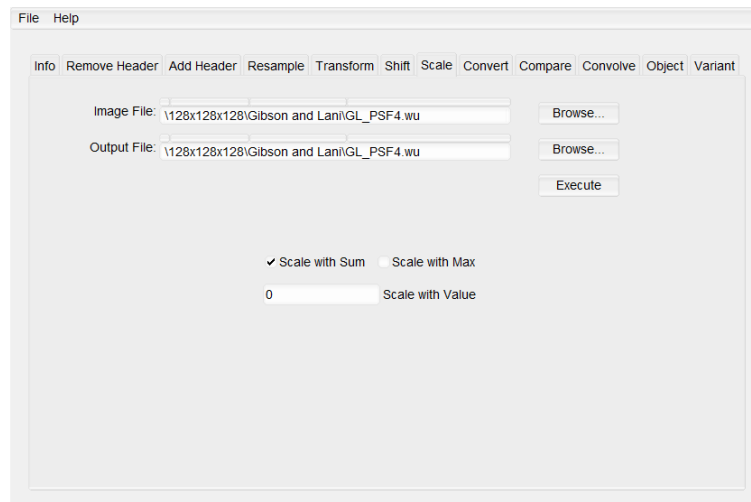 File Help
Info Remove Header Add Header Resample Transform Shift Scale Convert Compare Convolve Object Variant
Image File: \128x128x128\Gibson and Lani\GL_PSF4.wu Browse...
Output File: \128x128x128\Gibson and Lani\GL_PSF4.wu Browse...
Execute
Scale with Sum Scale with Max
0 Scale with Value